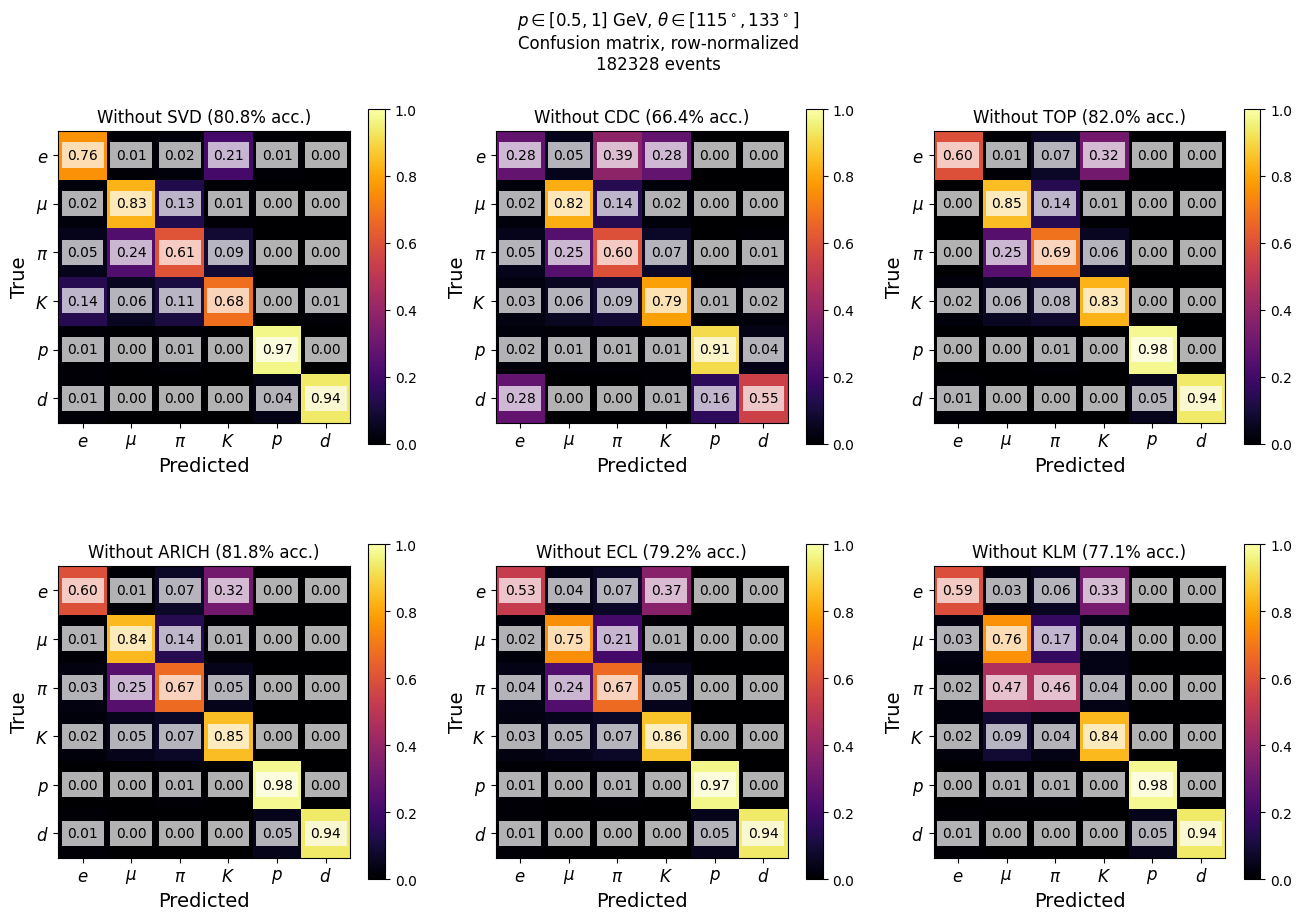 p ∈ [0.5, 1] GeV, θ ∈ [115°, 133°]
Confusion matrix, row-normalized
182328 events
Without SVD (80.8% acc.)
1.0
0.8
0.6
0.4
0.2
0.0
True
e 0.76 0.01 0.02 0.21 0.01 0.00
μ 0.02 0.83 0.13 0.01 0.00 0.00
π 0.05 0.24 0.61 0.09 0.00 0.00
K 0.14 0.06 0.11 0.68 0.00 0.01
p 0.01 0.00 0.01 0.00 0.97 0.00
d 0.01 0.00 0.00 0.00 0.04 0.94
e μ π K p d
Predicted
Without CDC (66.4% acc.)
1.0
0.8
0.6
0.4
0.2
0.0
True
e 0.28 0.05 0.39 0.28 0.00 0.00
μ 0.02 0.82 0.14 0.02 0.00 0.00
π 0.05 0.25 0.60 0.07 0.00 0.01
K 0.03 0.06 0.09 0.79 0.01 0.02
p 0.02 0.01 0.01 0.01 0.91 0.04
d 0.28 0.00 0.00 0.01 0.16 0.55
e μ π K p d
Predicted
Without TOP (82.0% acc.)
1.0
0.8
0.6
0.4
0.2
0.0
True
e 0.60 0.01 0.07 0.32 0.00 0.00
μ 0.00 0.85 0.14 0.01 0.00 0.00
π 0.00 0.25 0.69 0.06 0.00 0.00
K 0.02 0.06 0.08 0.83 0.00 0.00
p 0.00 0.00 0.01 0.00 0.98 0.00
d 0.01 0.00 0.00 0.00 0.05 0.94
e μ π K p d
Predicted
Without ARICH (81.8% acc.)
1.0
0.8
0.6
0.4
0.2
0.0
True
e 0.60 0.01 0.07 0.32 0.00 0.00
μ 0.01 0.84 0.14 0.01 0.00 0.00
π 0.03 0.25 0.67 0.05 0.00 0.00
K 0.02 0.05 0.07 0.85 0.00 0.00
p 0.00 0.00 0.01 0.00 0.98 0.00
d 0.01 0.00 0.00 0.00 0.05 0.94
e μ π K p d
Predicted
Without ECL (79.2% acc.)
1.0
0.8
0.6
0.4
0.2
0.0
True
e 0.53 0.04 0.07 0.37 0.00 0.00
μ 0.02 0.75 0.21 0.01 0.00 0.00
π 0.04 0.24 0.67 0.05 0.00 0.00
K 0.03 0.05 0.07 0.86 0.00 0.00
p 0.01 0.00 0.01 0.00 0.97 0.00
d 0.01 0.00 0.00 0.00 0.05 0.94
e μ π K p d
Predicted
Without KLM (77.1% acc.)
1.0
0.8
0.6
0.4
0.2
0.0
True
e 0.59 0.03 0.06 0.33 0.00 0.00
μ 0.03 0.76 0.17 0.04 0.00 0.00
π 0.02 0.47 0.46 0.04 0.00 0.00
K 0.02 0.09 0.04 0.84 0.00 0.00
p 0.00 0.01 0.01 0.00 0.98 0.00
d 0.01 0.00 0.00 0.00 0.05 0.94
e μ π K p d
Predicted